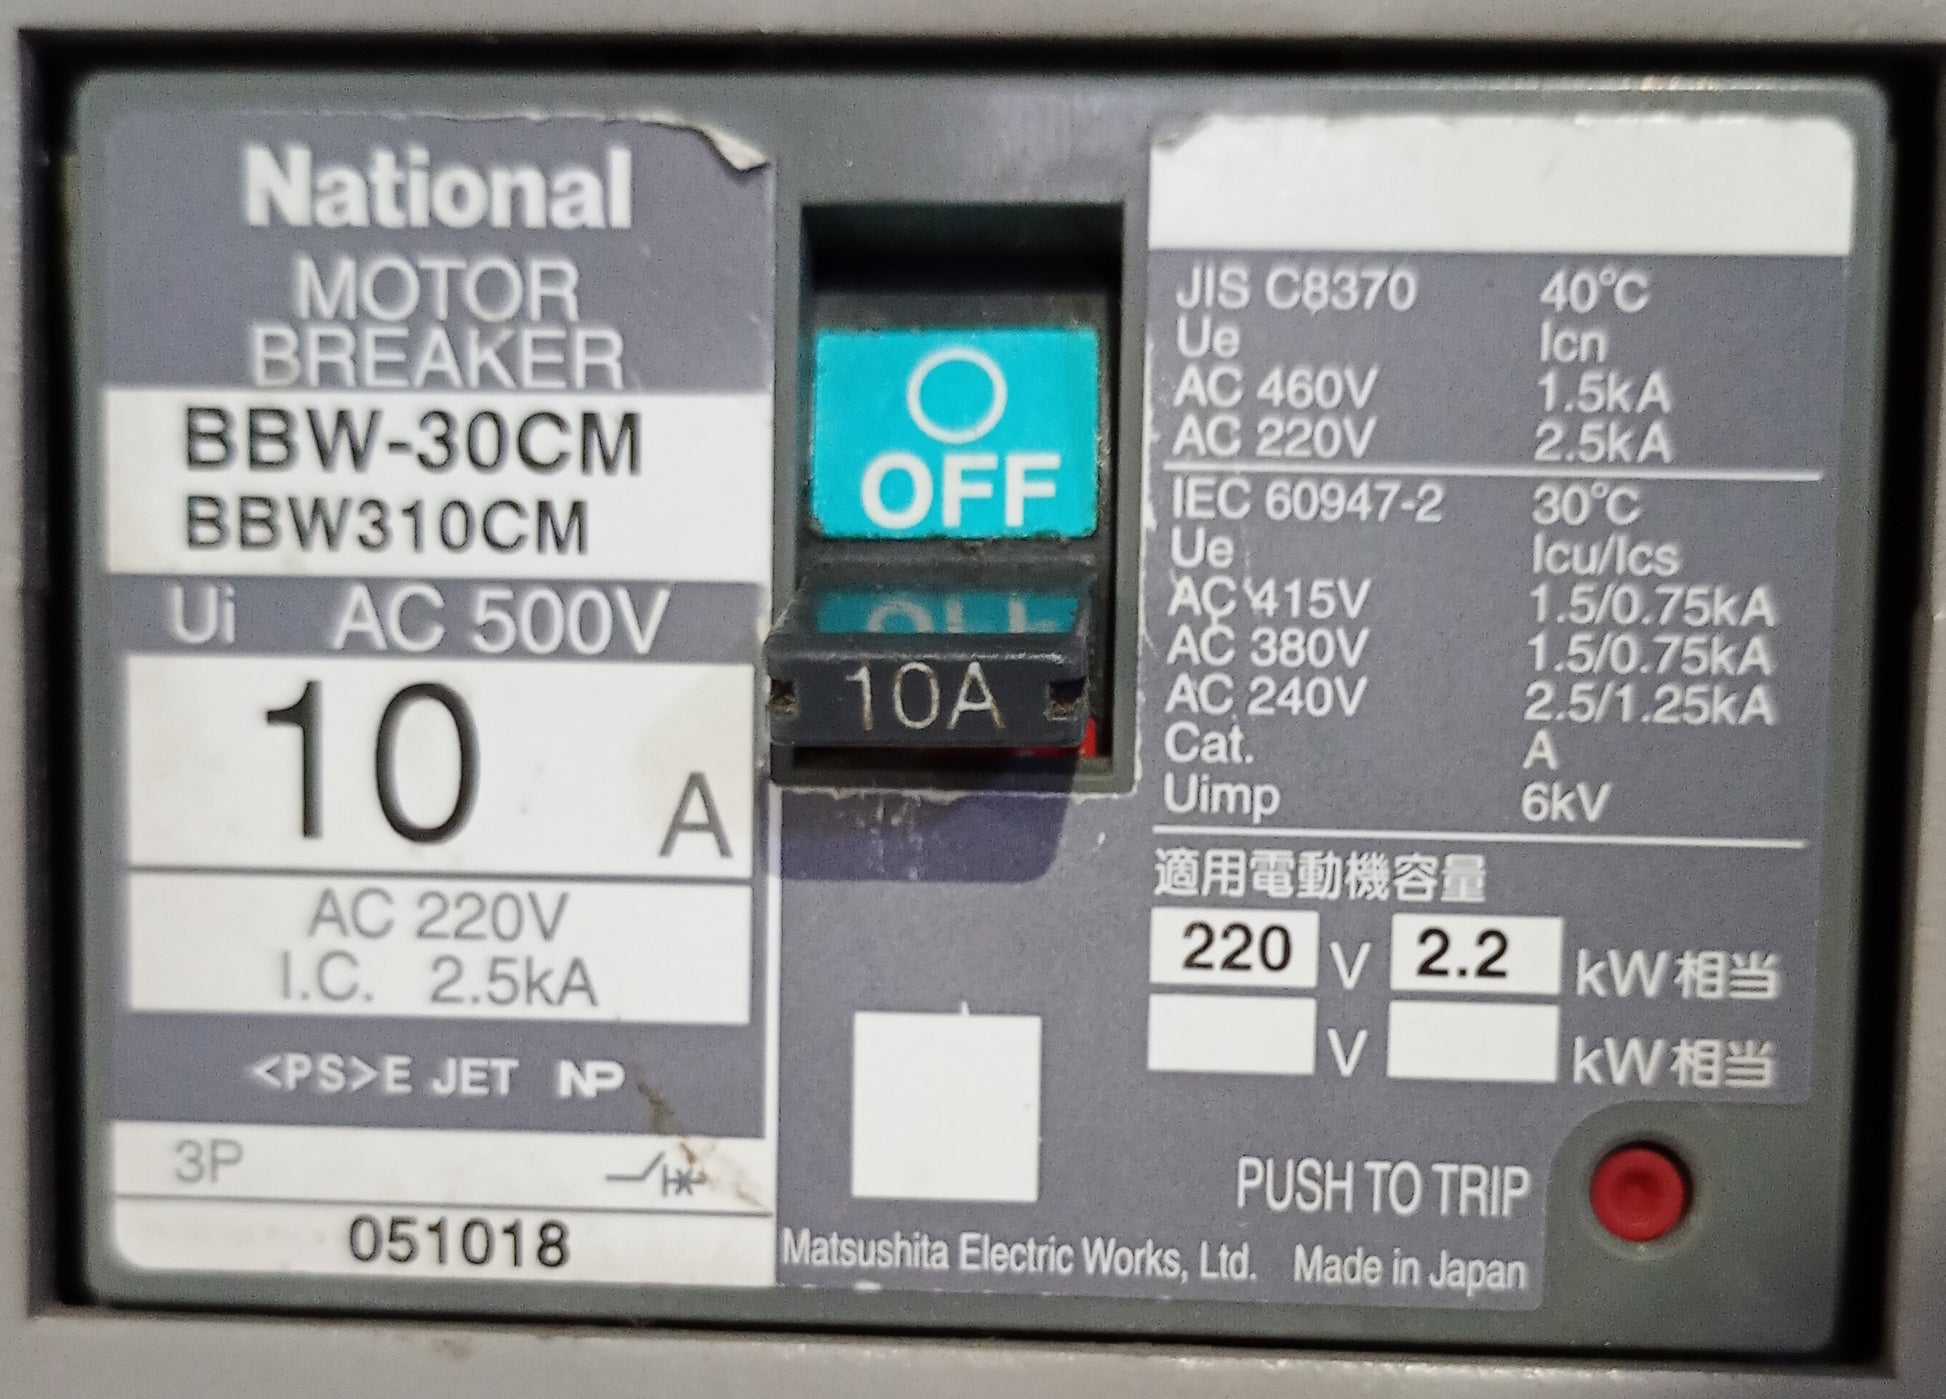 National
MOTOR
BREAKER
BBW-30CM
BBW310CM
Ui AC 500V
10 A
AC 220V
I.C. 2.5kA
<PS>E JET NP
3P
051018
OFF
10A
JIS C8370 40°C
Ue Icn
AC 460V 1.5kA
AC 220V 2.5kA
IEC 60947-2 30°C
Ue Icu/Ics
AC 415V 1.5/0.75kA
AC 380V 1.5/0.75kA
AC 240V 2.5/1.25kA
Cat. A
Uimp 6kV
適用電動機容量
220 V 2.2 kW相当
V kW相当
PUSH TO TRIP
Matsushita Electric Works, Ltd. Made in Japan